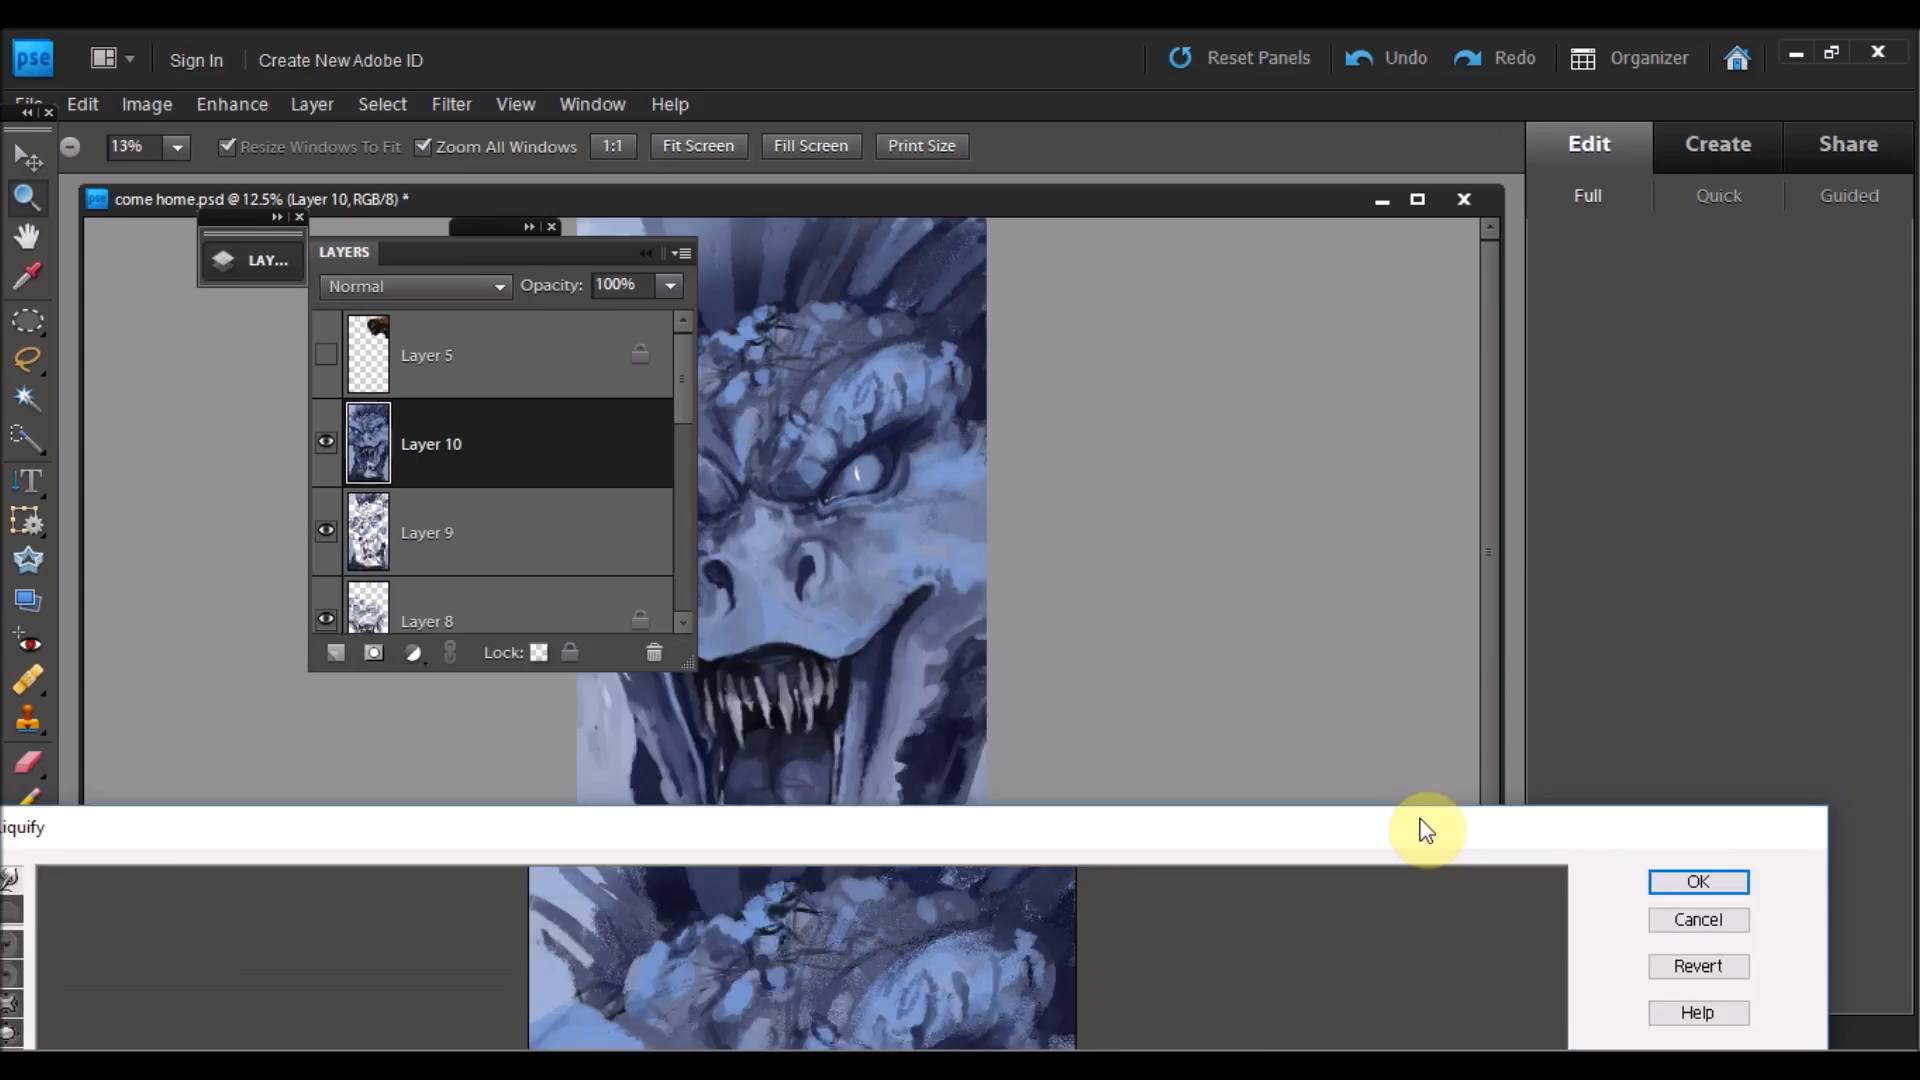 pse Sign In Create New Adobe ID Reset Panels Undo Redo Organizer
File Edit Image Enhance Layer Select Filter View Window Help
13% Resize Windows To Fit Zoom All Windows 1:1 Fit Screen Fill Screen Print Size
Edit Create Share
Full Quick Guided
pse come home.psd @ 12.5% (Layer 10, RGB/8) *
LAY...
LAYERS
Normal Opacity: 100%
Layer 5
Layer 10
Layer 9
Layer 8
Lock:
T
iquify
OK
Cancel
Revert
Help